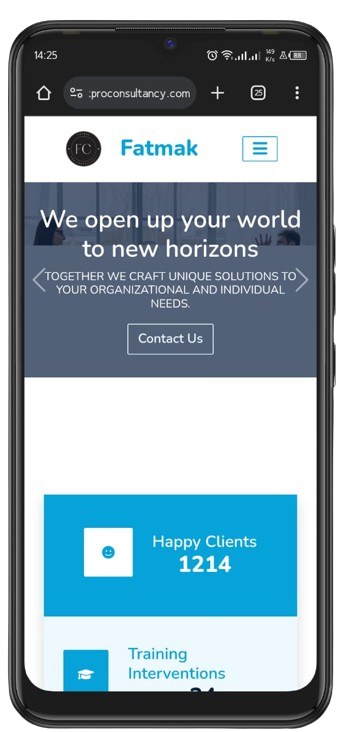 14:25
149
K/s
88
:proconsultancy.com
25
FC
Fatmak
We open up your world
to new horizons
TOGETHER WE CRAFT UNIQUE SOLUTIONS TO
YOUR ORGANIZATIONAL AND INDIVIDUAL
NEEDS.
Contact Us
Happy Clients
1214
Training
Interventions